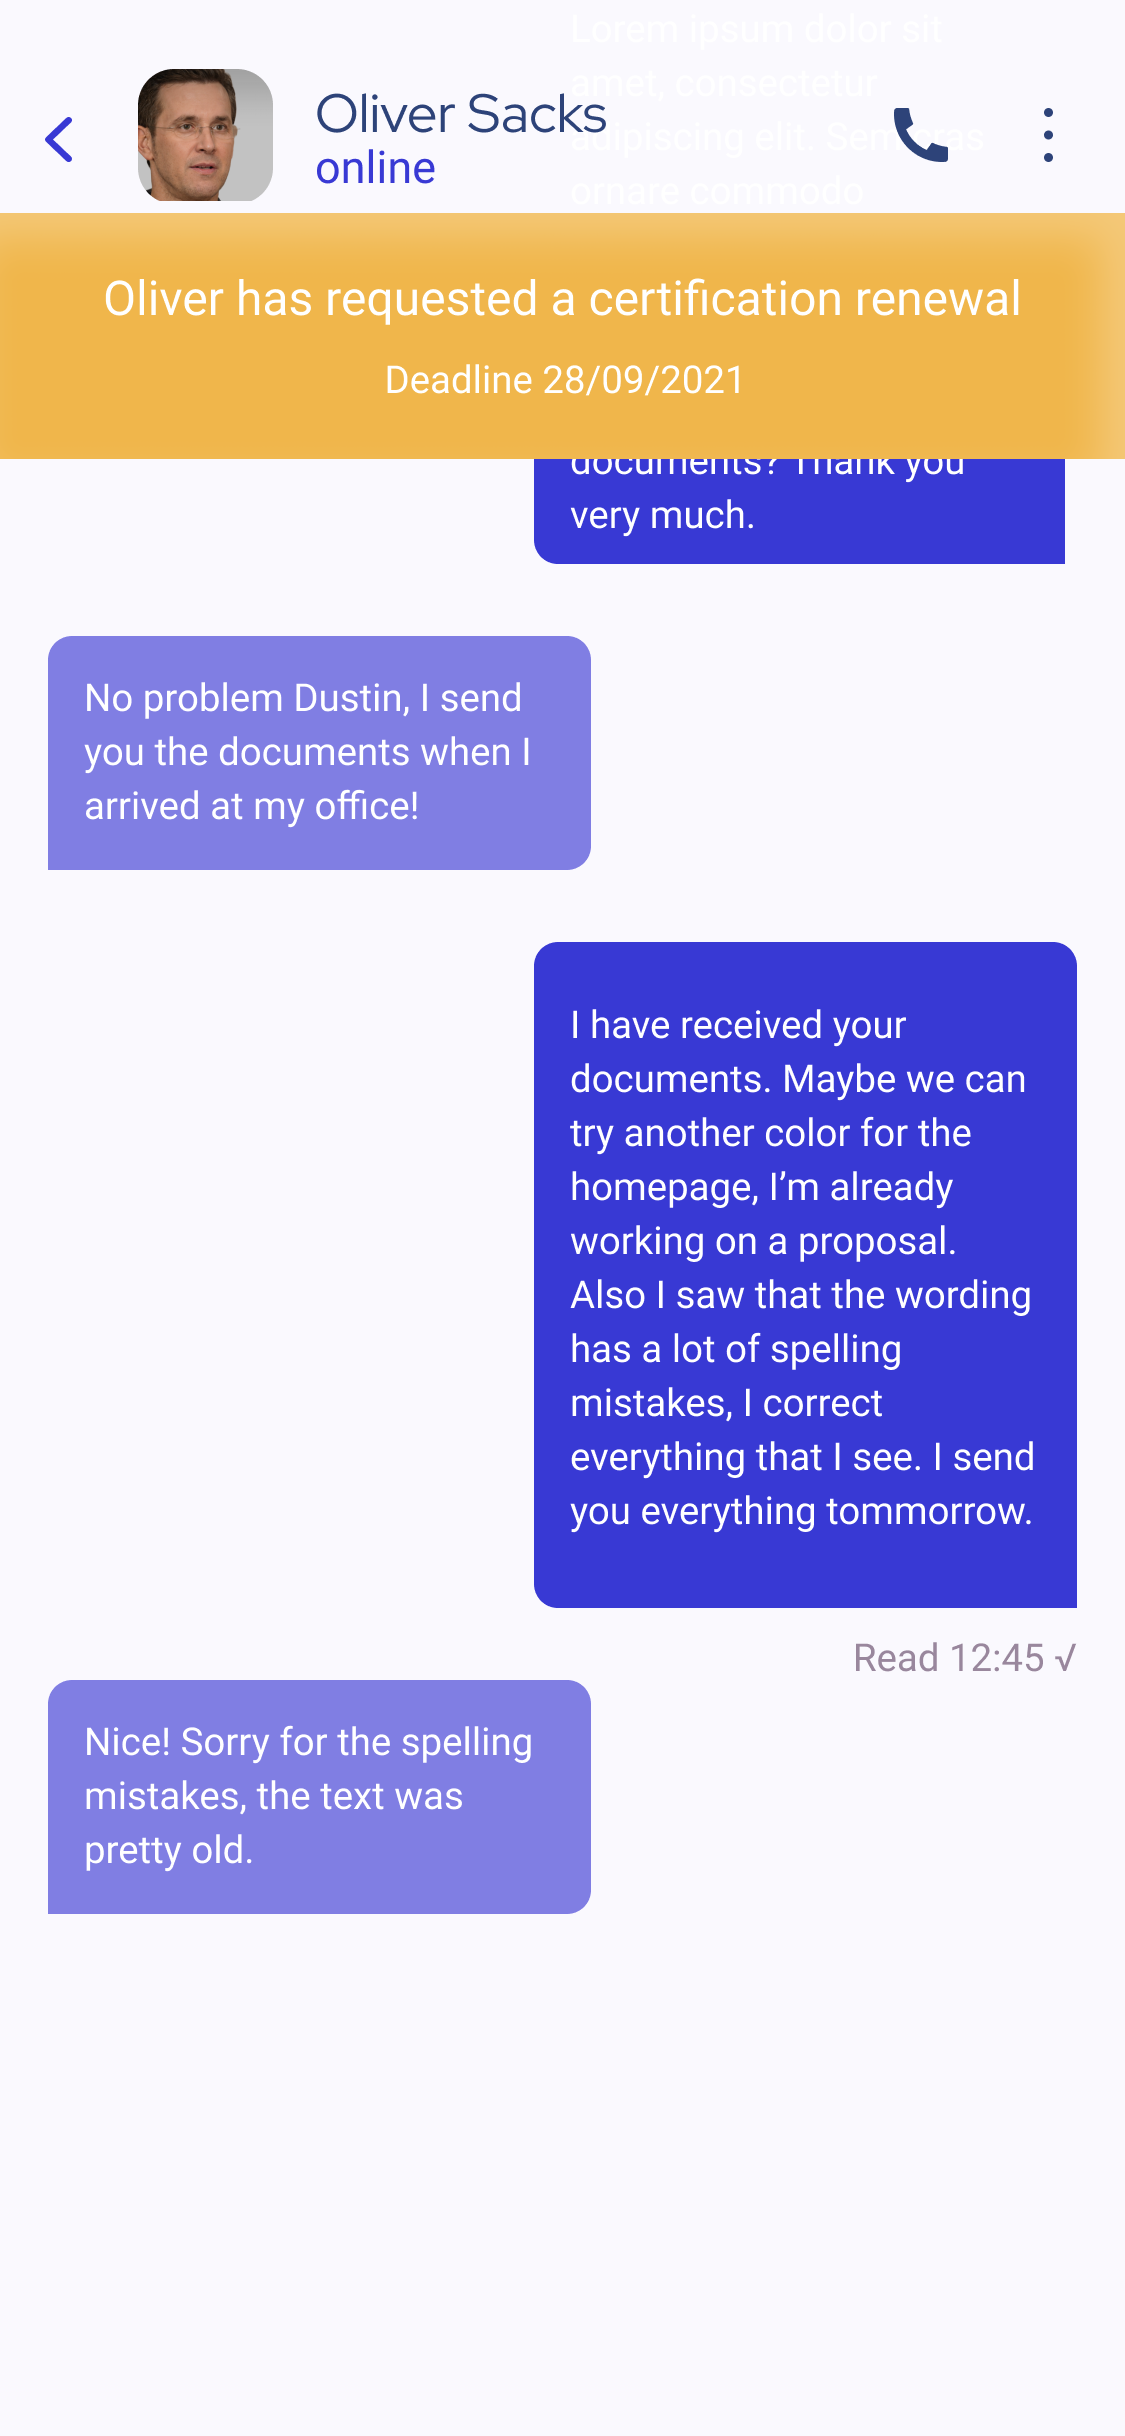 Lorem ipsum dolor sit
amet, consectetur
adipiscing elit. Sem cras
ornare commodo
Oliver Sacks
online
Oliver has requested a certification renewal
Deadline 28/09/2021
documents? Thank you
very much.
No problem Dustin, I send
you the documents when I
arrived at my office!
I have received your
documents. Maybe we can
try another color for the
homepage, I’m already
working on a proposal.
Also I saw that the wording
has a lot of spelling
mistakes, I correct
everything that I see. I send
you everything tommorrow.
Read 12:45 √
Nice! Sorry for the spelling
mistakes, the text was
pretty old.